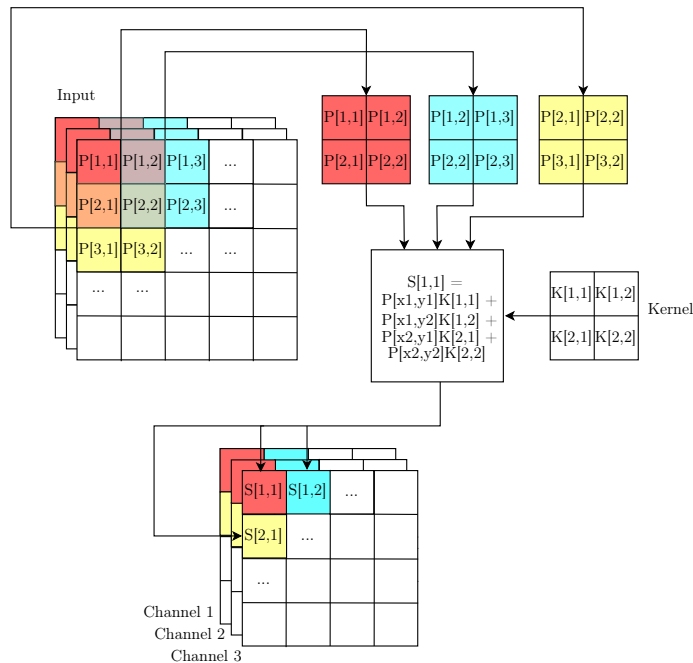 Input
P[1,1] P[1,2] P[1,3] ...
P[2,1] P[2,2] P[2,3] ...
P[3,1] P[3,2] ... ...
... ...
P[1,1] P[1,2]
P[2,1] P[2,2]
P[1,2] P[1,3]
P[2,2] P[2,3]
P[2,1] P[2,2]
P[3,1] P[3,2]
S[1,1] =
P[x1,y1]K[1,1] +
P[x1,y2]K[1,2] +
P[x2,y1]K[2,1] +
P[x2,y2]K[2,2]
K[1,1] K[1,2]
K[2,1] K[2,2]
Kernel
S[1,1] S[1,2] ...
S[2,1] ...
...
Channel 1
Channel 2
Channel 3